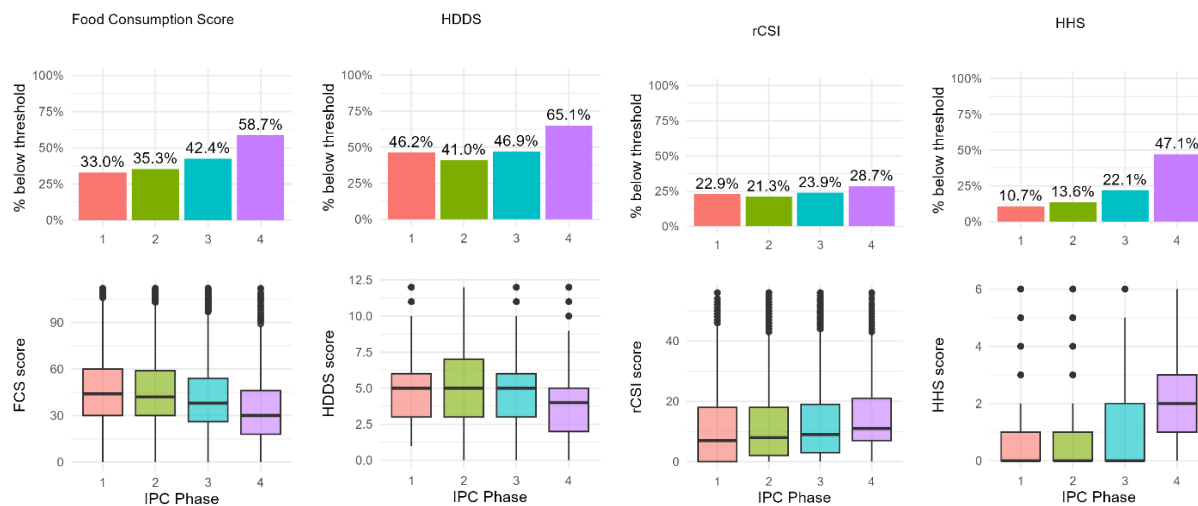 Food Consumption Score
% below threshold
100%
75%
50%
25%
0%
33.0%
35.3%
42.4%
58.7%
1 2 3 4
FCS score
90
60
30
0
1 2 3 4
IPC Phase
HDDS
% below threshold
100%
75%
50%
25%
0%
46.2%
41.0%
46.9%
65.1%
1 2 3 4
HDDS score
12.5
10.0
7.5
5.0
2.5
0.0
1 2 3 4
IPC Phase
rCSI
% below threshold
100%
75%
50%
25%
0%
22.9%
21.3%
23.9%
28.7%
1 2 3 4
rCSI score
40
20
0
1 2 3 4
IPC Phase
HHS
% below threshold
100%
75%
50%
25%
0%
10.7%
13.6%
22.1%
47.1%
1 2 3 4
HHS score
6
4
2
0
1 2 3 4
IPC Phase